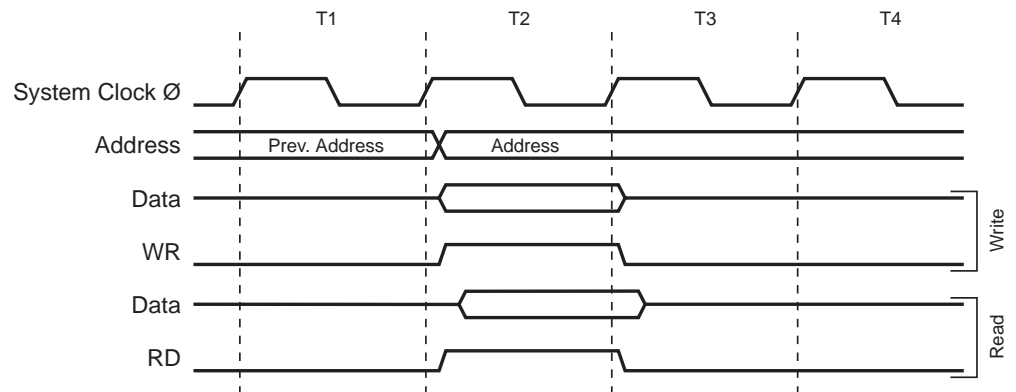 T1 T2 T3 T4
System Clock Ø
Address Prev. Address Address
Data
WR
Write
Data
RD
Read